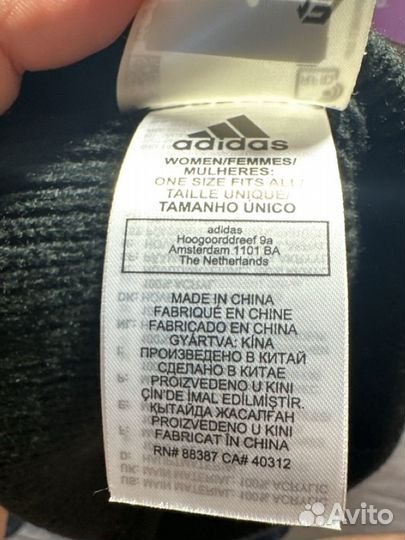 adidas
WOMEN/FEMMES/
MULHERES:
ONE SIZE FITS ALL/
TAILLE UNIQUE/
TAMANHO ÚNICO
adidas
Hoogoorddreef 9a
Amsterdam 1101 BA
The Netherlands
MADE IN CHINA
FABRIQUÉ EN CHINE
FABRICADO EN CHINA
GYÁRTVA: KÍNA
ПРОИЗВЕДЕНО В КИТАЙ
СДЕЛАНО В КИТАЕ
PROIZVEDENO U KINI
ÇİN'DE İMAL EDİLMİŞTİR.
ҚЫТАЙДА ЖАСАЛҒАН
PROIZVEDENO U KINI
FABRICAT ÎN CHINA
RN# 88387 CA# 40312
Avito